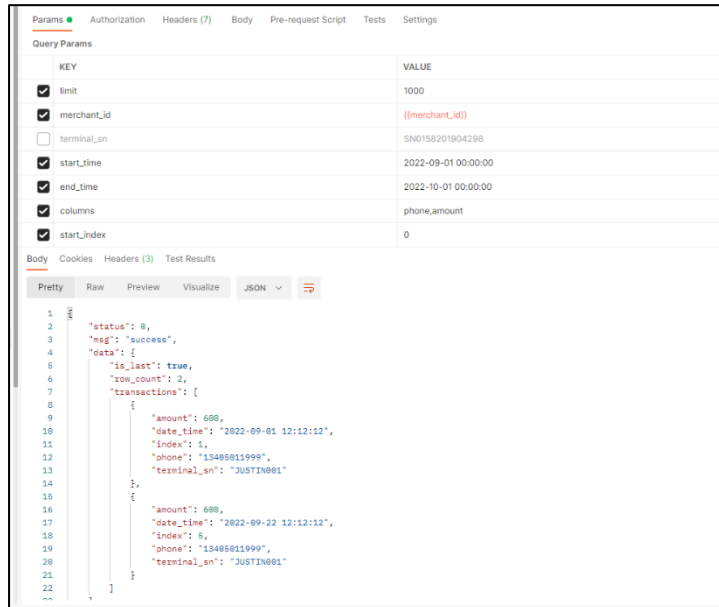 Params Authorization Headers (7) Body Pre-request Script Tests Settings
Query Params
KEY VALUE
limit 1000
merchant_id {{merchant_id}}
terminal_sn SN0158201904298
start_time 2022-09-01 00:00:00
end_time 2022-10-01 00:00:00
columns phone,amount
start_index 0
Body Cookies Headers (3) Test Results
Pretty Raw Preview Visualize JSON
1 {
2 "status": 0,
3 "msg": "success",
4 "data": {
5 "is_last": true,
6 "row_count": 2,
7 "transactions": [
8 {
9 "amount": 600,
10 "date_time": "2022-09-01 12:12:12",
11 "index": 1,
12 "phone": "13405011999",
13 "terminal_sn": "JUSTIN001"
14 },
15 {
16 "amount": 600,
17 "date_time": "2022-09-22 12:12:12",
18 "index": 5,
19 "phone": "13405011999",
20 "terminal_sn": "JUSTIN001"
21 }
22 ]